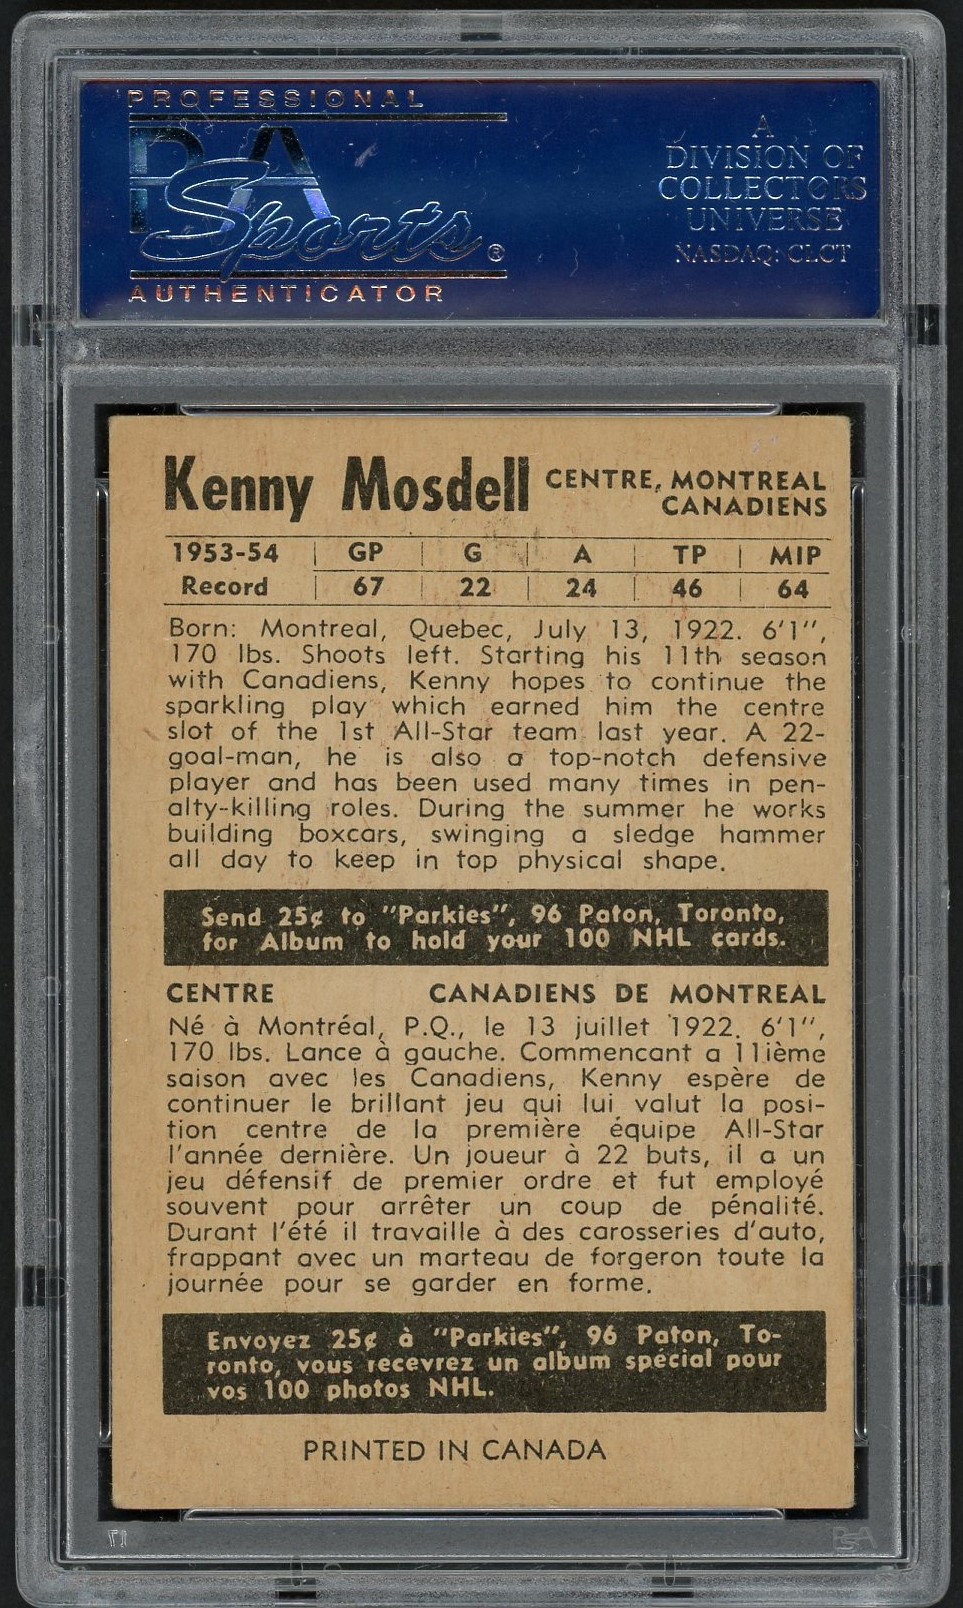 PROFESSIONAL
PSA
Sports®
AUTHENTICATOR
A
DIVISION OF
COLLECTORS
UNIVERSE
NASDAQ: CLCT
Kenny Mosdell CENTRE, MONTREAL
CANADIENS
1953-54 | GP | G | A | TP | MIP
Record | 67 | 22 | 24 | 46 | 64
Born: Montreal, Quebec, July 13, 1922. 6'1",
170 lbs. Shoots left. Starting his 11th season
with Canadiens, Kenny hopes to continue the
sparkling play which earned him the centre
slot of the 1st All-Star team last year. A 22-
goal-man, he is also a top-notch defensive
player and has been used many times in pen-
alty-killing roles. During the summer he works
building boxcars, swinging a sledge hammer
all day to keep in top physical shape.
Send 25¢ to "Parkies", 96 Paton, Toronto,
for Album to hold your 100 NHL cards.
CENTRE CANADIENS DE MONTREAL
Né à Montréal, P.Q., le 13 juillet 1922. 6'1",
170 lbs. Lance à gauche. Commencant a 11ième
saison avec les Canadiens, Kenny espère de
continuer le brillant jeu qui lui valut la posi-
tion centre de la première équipe All-Star
l'année dernière. Un joueur à 22 buts, il a un
jeu défensif de premier ordre et fut employé
souvent pour arrêter un coup de pénalité.
Durant l'été il travaille à des carosseries d'auto,
frappant avec un marteau de forgeron toute la
journée pour se garder en forme.
Envoyez 25¢ à "Parkies", 96 Paton, To-
ronto, vous recevrez un album spécial pour
vos 100 photos NHL.
PRINTED IN CANADA
PSA